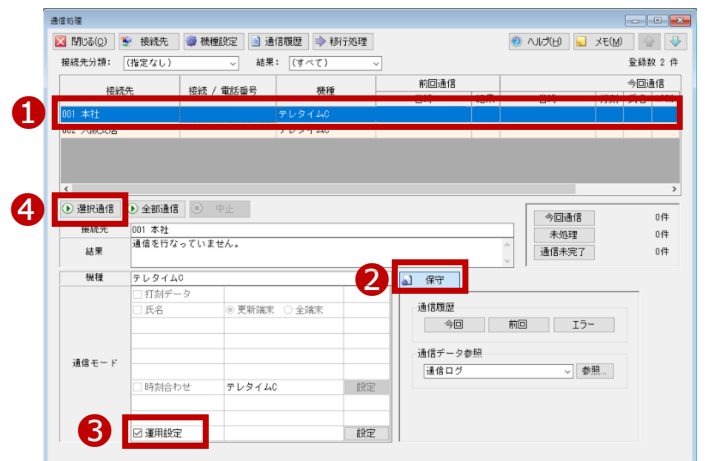 通信処理
閉じる(C) 接続先 機種設定 通信履歴 移行処理 ヘルプ(H) メモ(M)
接続先分類: (指定なし) 結果: (すべて) 登録数 2 件
接続先 接続 / 電話番号 機種 前回通信 今回通信
001 本社 テレタイムC
選択通信 全部通信 中止
接続先 001 本社
結果 通信を行なっていません。
今回通信 0件
未処理 0件
通信未完了 0件
機種 テレタイムC
保守
通信モード
打刻データ
氏名 更新端末 全端末
時刻合わせ テレタイムC 設定
運用設定 設定
通信履歴
今回 前回 エラー
通信データ参照
通信ログ 参照...
1
2
3
4